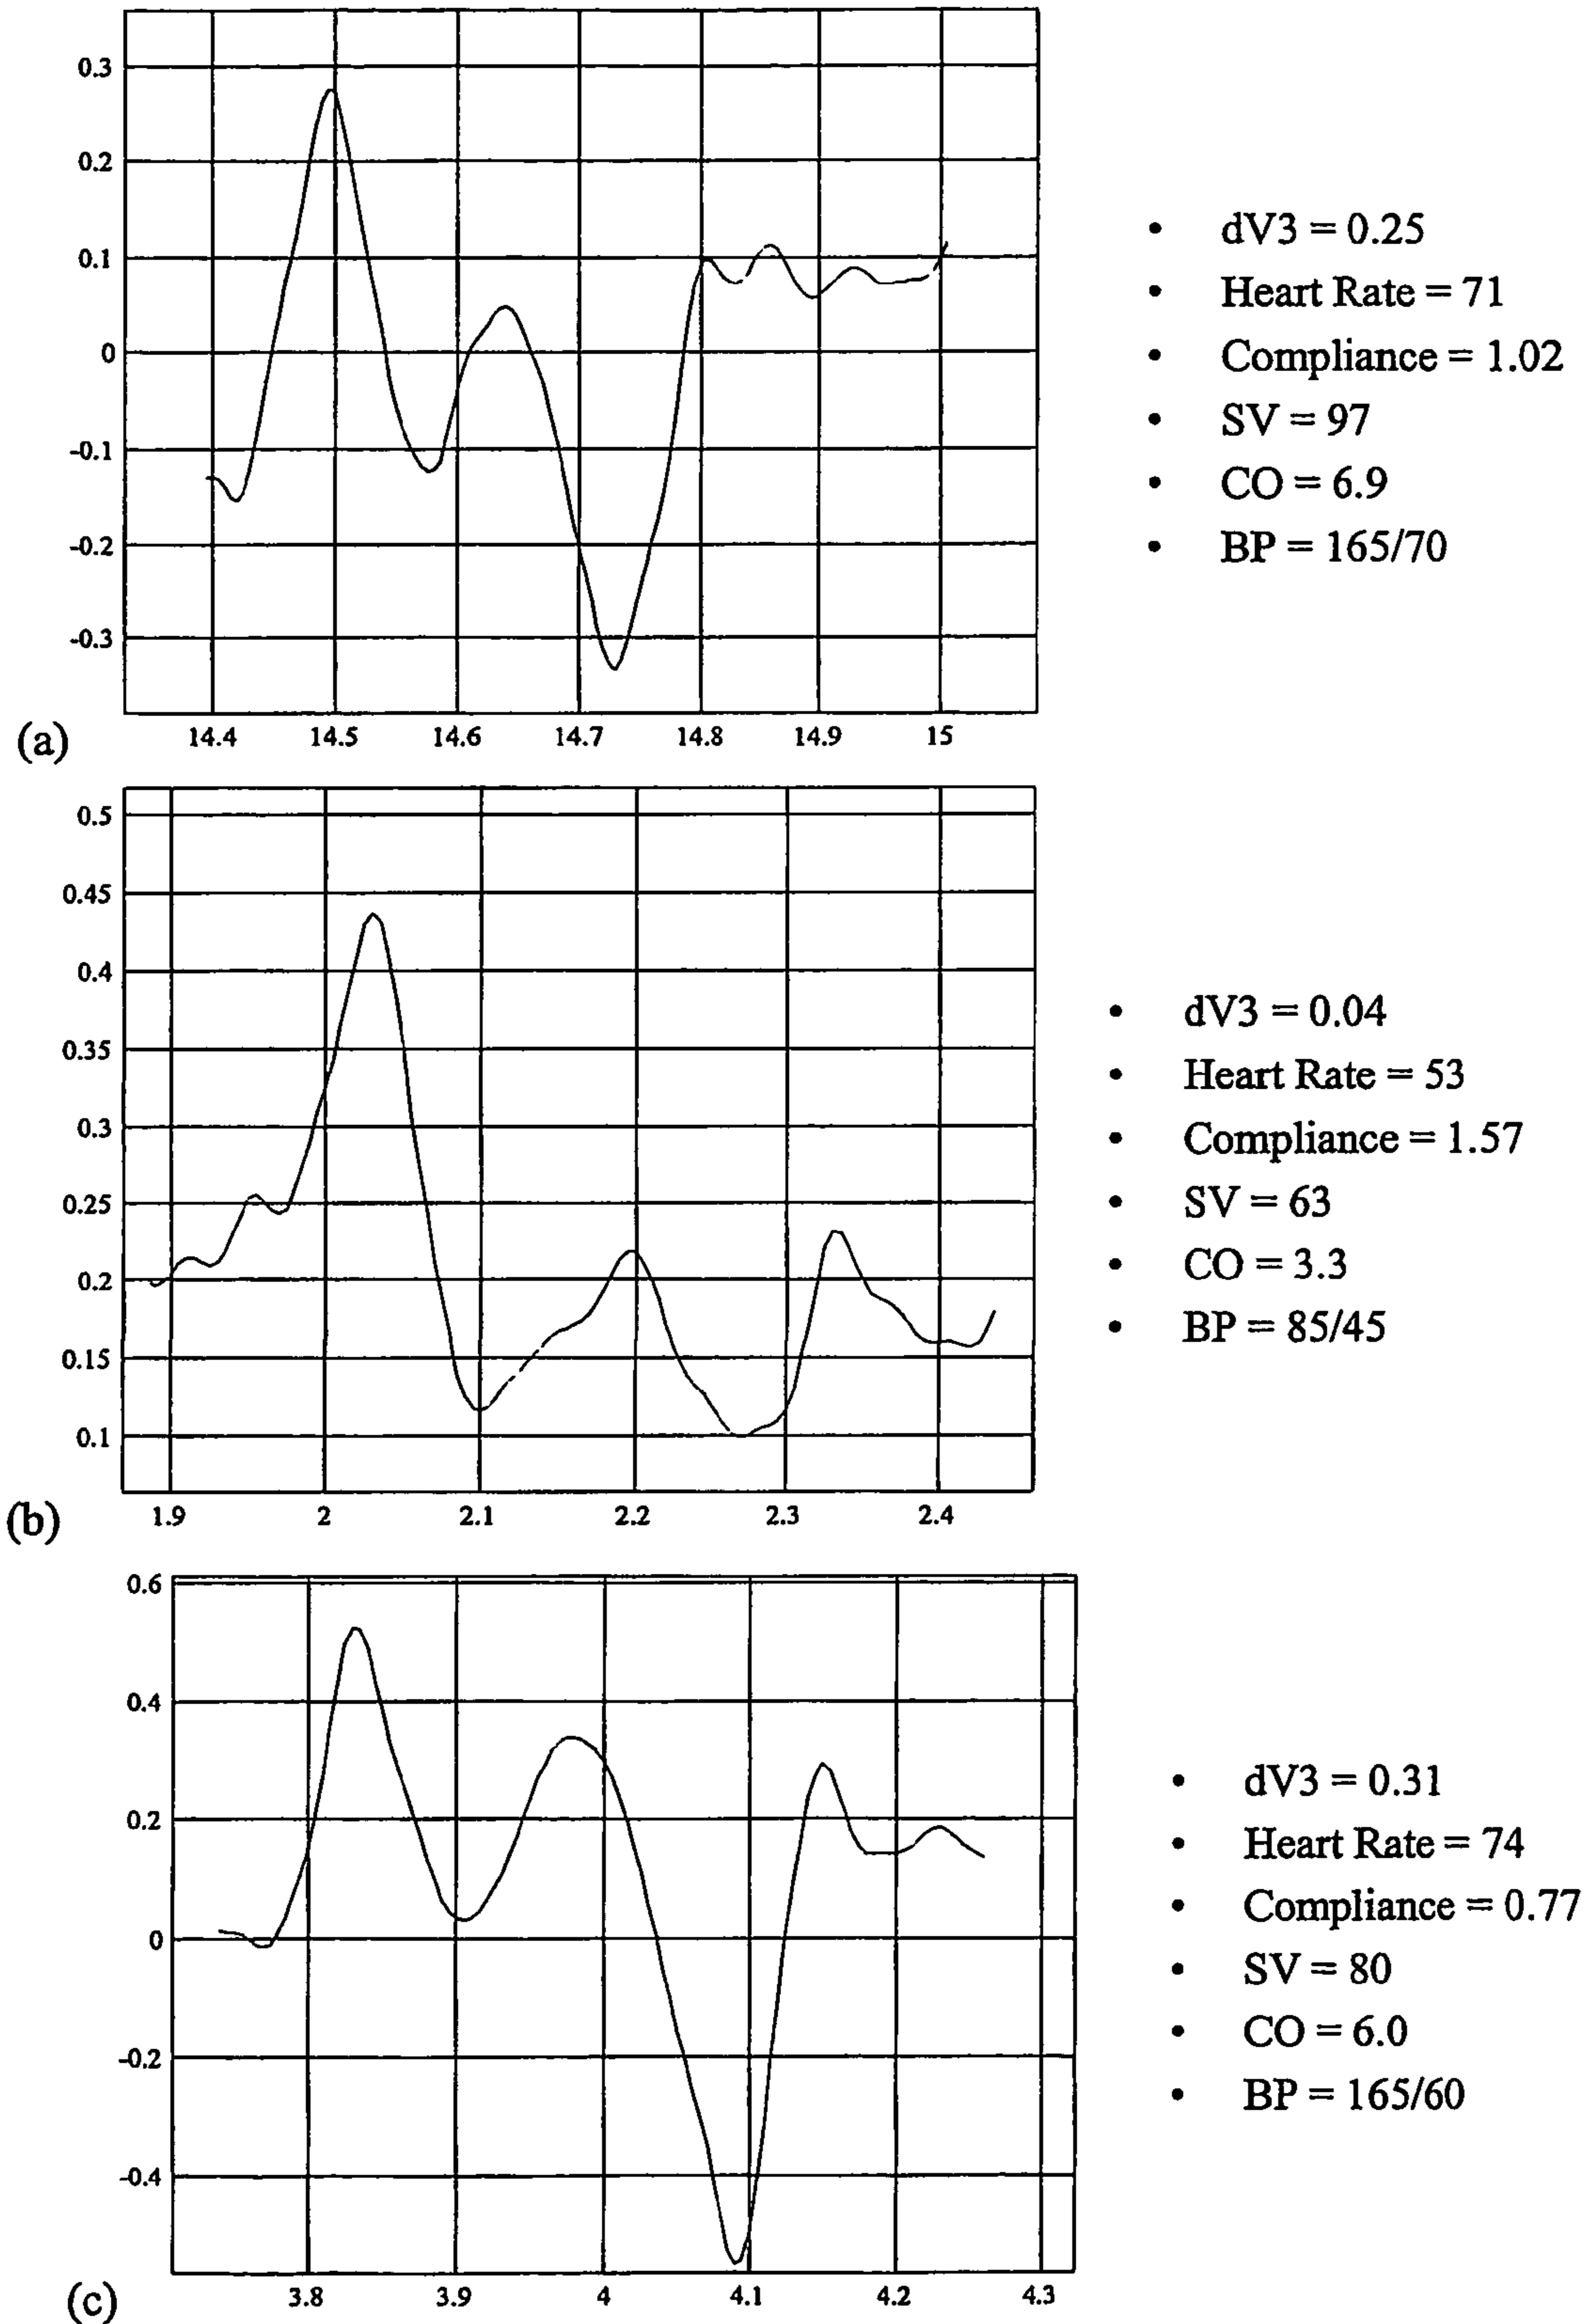 0.3
0.2
0.1
0
-0.1
-0.2
-0.3
14.4 14.5 14.6 14.7 14.8 14.9 15
(a)
• dV3 = 0.25
• Heart Rate = 71
• Compliance = 1.02
• SV = 97
• CO = 6.9
• BP = 165/70
0.5
0.45
0.4
0.35
0.3
0.25
0.2
0.15
0.1
1.9 2 2.1 2.2 2.3 2.4
(b)
• dV3 = 0.04
• Heart Rate = 53
• Compliance = 1.57
• SV = 63
• CO = 3.3
• BP = 85/45
0.6
0.4
0.2
0
-0.2
-0.4
3.8 3.9 4 4.1 4.2 4.3
(c)
• dV3 = 0.31
• Heart Rate = 74
• Compliance = 0.77
• SV = 80
• CO = 6.0
• BP = 165/60